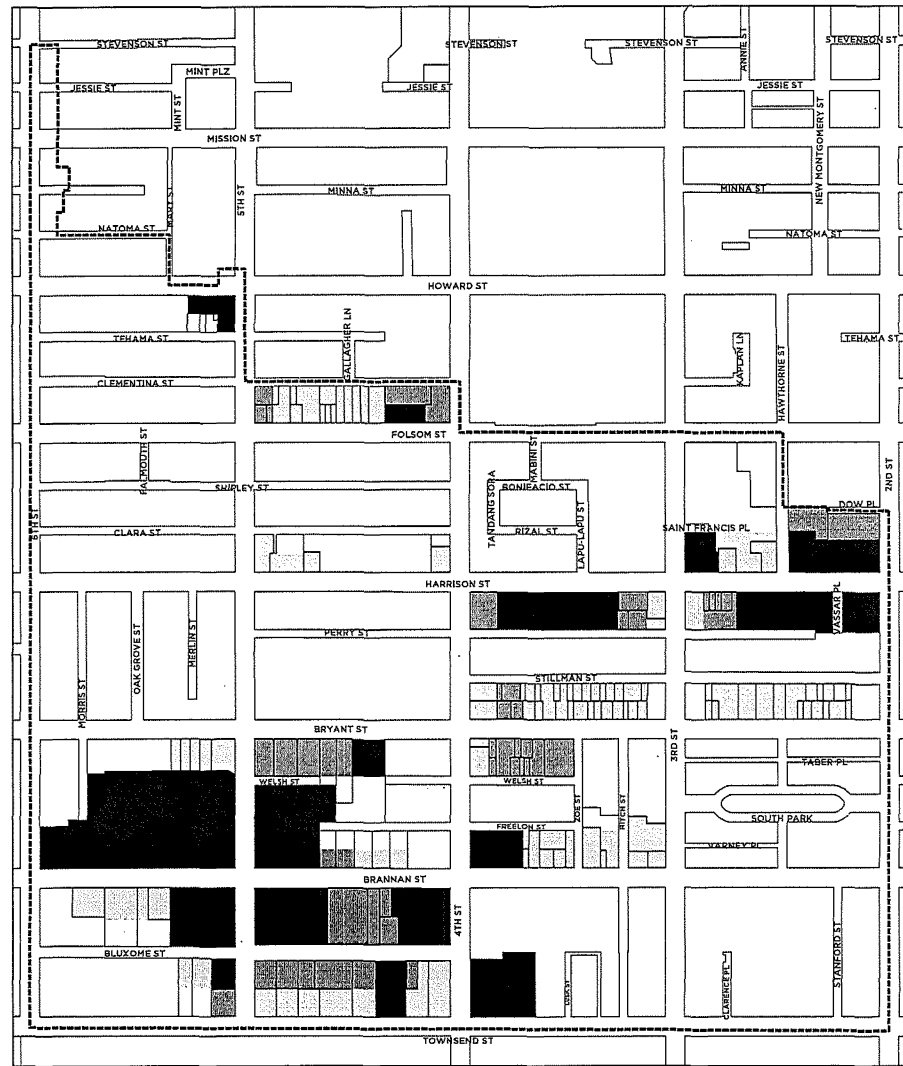 STEVENSON ST
STEVENSON ST
STEVENSON ST
STEVENSON ST
ANNIE ST
MINT PLZ
JESSIE ST
JESSIE ST
JESSIE ST
MINT ST
NEW MONTGOMERY ST
MISSION ST
MINNA ST
MINNA ST
MARY ST
5TH ST
NATOMA ST
NATOMA ST
HOWARD ST
TEHAMA ST
GALLAGHER LN
KAPLAN LN
HAWTHORNE ST
TEHAMA ST
CLEMENTINA ST
FOLSOM ST
FALMOUTH ST
MABINI ST
2ND ST
SHIPLEY ST
BONIFACIO ST
TANDANG SORA
LAPU-LAPU ST
DOW PL
6TH ST
CLARA ST
RIZAL ST
SAINT FRANCIS PL
HARRISON ST
VASSAR PL
MORRIS ST
OAK GROVE ST
MERLIN ST
PERRY ST
STILLMAN ST
BRYANT ST
3RD ST
TABER PL
WELSH ST
WELSH ST
ZOE ST
RITCH ST
SOUTH PARK
FREELON ST
VARNEY PL
BRANNAN ST
4TH ST
BLUXOME ST
LUSK ST
CLARENCE PL
STANFORD ST
TOWNSEND ST